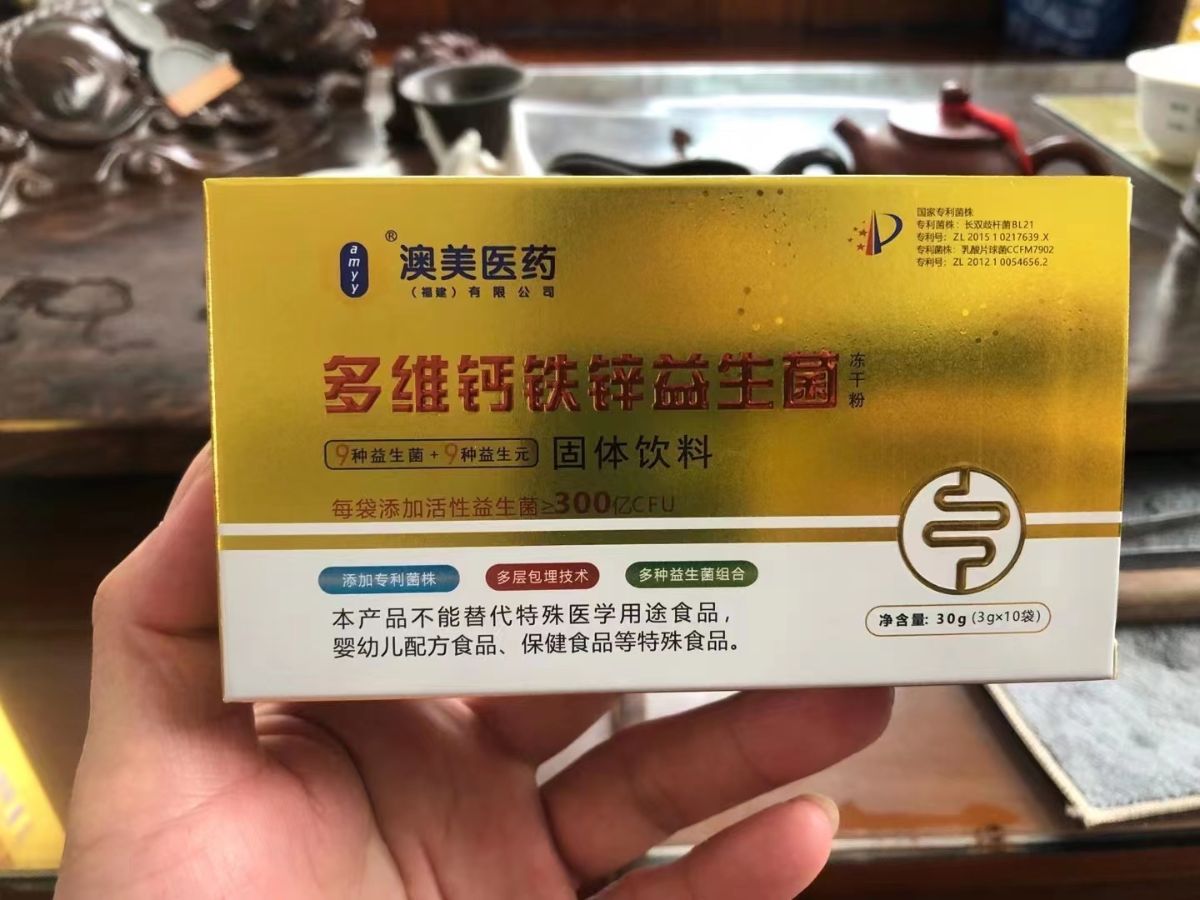 amyy
®
澳美医药
（福建）有限公司
国家专利菌株
专利菌株：长双歧杆菌BL21
专利号：ZL 2015 1 0217639 .X
专利菌株：乳酸片球菌CCFM7902
专利号：ZL 2012.1 0054656.2
多维钙铁锌益生菌
冻干粉
9种益生菌+9种益生元
固体饮料
每袋添加活性益生菌≥300亿CFU
添加专利菌株
多层包埋技术
多种益生菌组合
本产品不能替代特殊医学用途食品，
婴幼儿配方食品、保健食品等特殊食品。
净含量: 30g (3g×10袋)